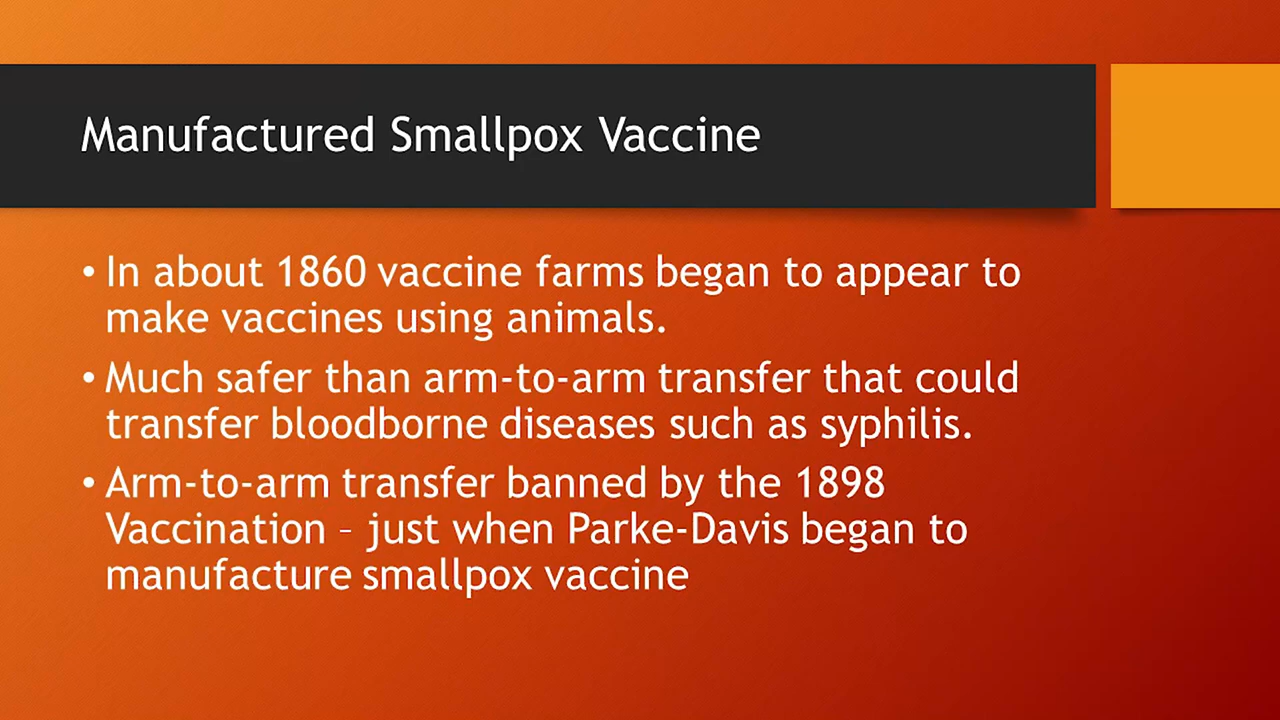 Manufactured Smallpox Vaccine
• In about 1860 vaccine farms began to appear to
make vaccines using animals.
• Much safer than arm-to-arm transfer that could
transfer bloodborne diseases such as syphilis.
• Arm-to-arm transfer banned by the 1898
Vaccination – just when Parke-Davis began to
manufacture smallpox vaccine